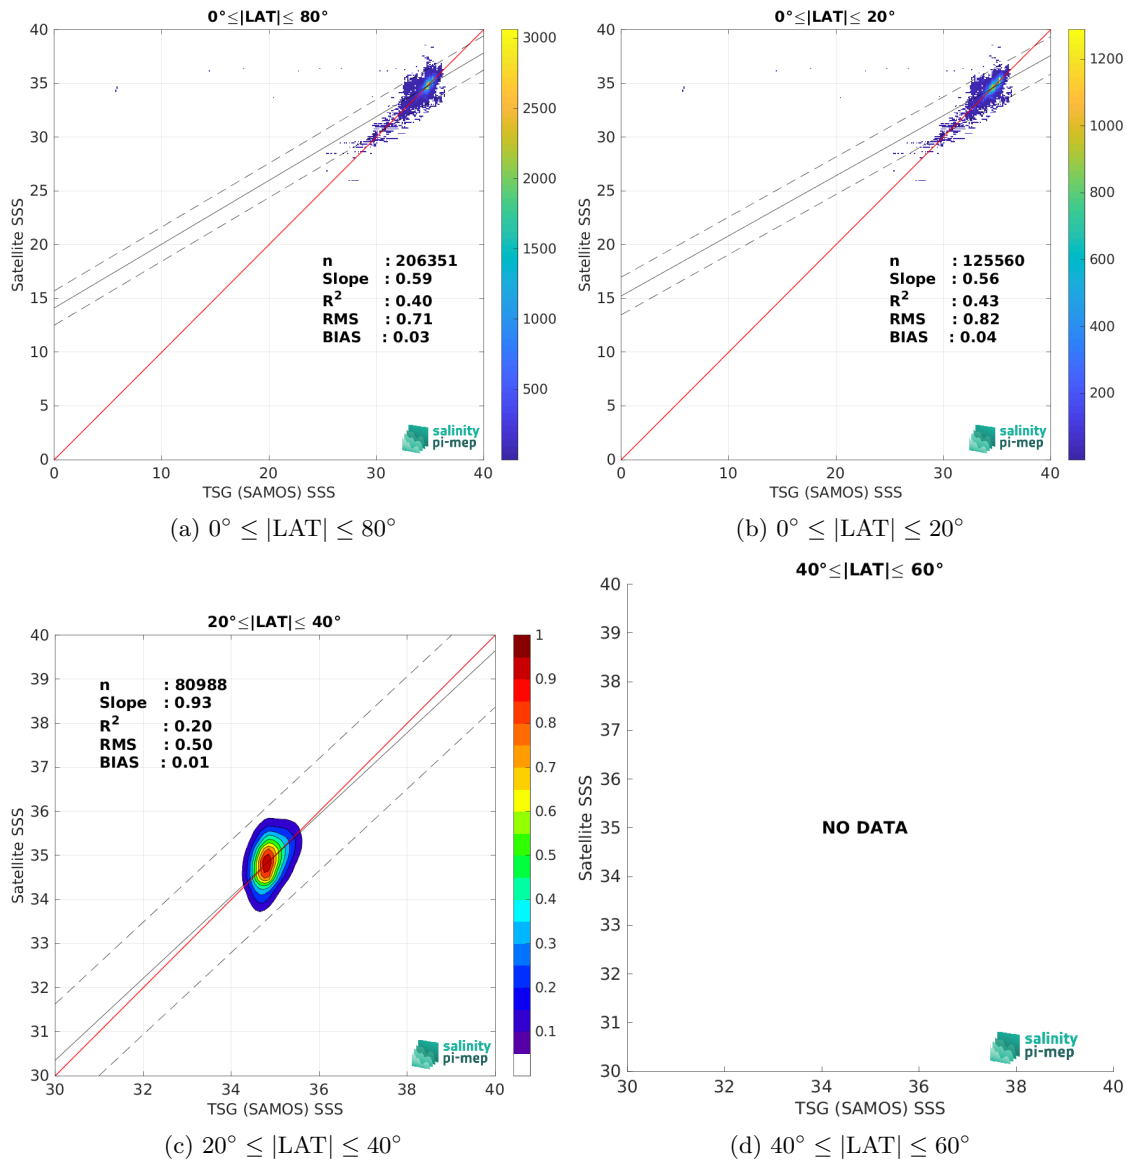 0°≤|LAT|≤ 80°
40
35
30
25
20
15
10
5
0
Satellite SSS
n : 206351
Slope : 0.59
R² : 0.40
RMS : 0.71
BIAS : 0.03
salinity
pi-mep
0 10 20 30 40
TSG (SAMOS) SSS
3000
2500
2000
1500
1000
500
(a) 0° ≤ |LAT| ≤ 80°
0°≤|LAT|≤ 20°
40
35
30
25
20
15
10
5
0
Satellite SSS
n : 125560
Slope : 0.56
R² : 0.43
RMS : 0.82
BIAS : 0.04
salinity
pi-mep
0 10 20 30 40
TSG (SAMOS) SSS
1200
1000
800
600
400
200
(b) 0° ≤ |LAT| ≤ 20°
20°≤|LAT|≤ 40°
40
39
38
37
36
35
34
33
32
31
30
Satellite SSS
n : 80988
Slope : 0.93
R² : 0.20
RMS : 0.50
BIAS : 0.01
salinity
pi-mep
30 32 34 36 38 40
TSG (SAMOS) SSS
1
0.9
0.8
0.7
0.6
0.5
0.4
0.3
0.2
0.1
(c) 20° ≤ |LAT| ≤ 40°
40°≤|LAT|≤ 60°
40
39
38
37
36
35
34
33
32
31
30
Satellite SSS
NO DATA
salinity
pi-mep
30 32 34 36 38 40
TSG (SAMOS) SSS
(d) 40° ≤ |LAT| ≤ 60°